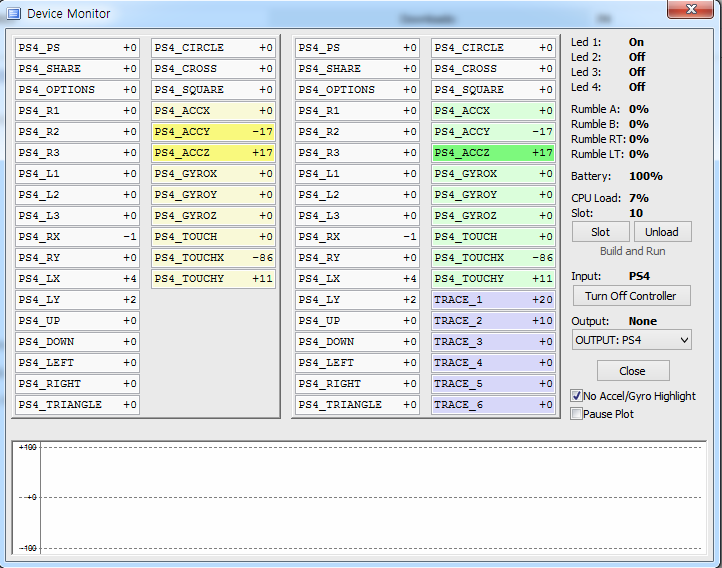 Device Monitor
PS4_PS +0
PS4_SHARE +0
PS4_OPTIONS +0
PS4_R1 +0
PS4_R2 +0
PS4_R3 +0
PS4_L1 +0
PS4_L2 +0
PS4_L3 +0
PS4_RX -1
PS4_RY +0
PS4_LX +4
PS4_LY +2
PS4_UP +0
PS4_DOWN +0
PS4_LEFT +0
PS4_RIGHT +0
PS4_TRIANGLE +0
PS4_CIRCLE +0
PS4_CROSS +0
PS4_SQUARE +0
PS4_ACCX +0
PS4_ACCY -17
PS4_ACCZ +17
PS4_GYROX +0
PS4_GYROY +0
PS4_GYROZ +0
PS4_TOUCH +0
PS4_TOUCHX -86
PS4_TOUCHY +11
PS4_PS +0
PS4_SHARE +0
PS4_OPTIONS +0
PS4_R1 +0
PS4_R2 +0
PS4_R3 +0
PS4_L1 +0
PS4_L2 +0
PS4_L3 +0
PS4_RX -1
PS4_RY +0
PS4_LX +4
PS4_LY +2
PS4_UP +0
PS4_DOWN +0
PS4_LEFT +0
PS4_RIGHT +0
PS4_TRIANGLE +0
PS4_CIRCLE +0
PS4_CROSS +0
PS4_SQUARE +0
PS4_ACCX +0
PS4_ACCY -17
PS4_ACCZ +17
PS4_GYROX +0
PS4_GYROY +0
PS4_GYROZ +0
PS4_TOUCH +0
PS4_TOUCHX -86
PS4_TOUCHY +11
TRACE_1 +20
TRACE_2 +10
TRACE_3 +0
TRACE_4 +0
TRACE_5 +0
TRACE_6 +0
Led 1: On
Led 2: Off
Led 3: Off
Led 4: Off
Rumble A: 0%
Rumble B: 0%
Rumble RT: 0%
Rumble LT: 0%
Battery: 100%
CPU Load: 7%
Slot: 10
Slot Unload
Build and Run
Input: PS4
Turn Off Controller
Output: None
OUTPUT: PS4
Close
No Accel/Gyro Highlight
Pause Plot
+100
+0
-100